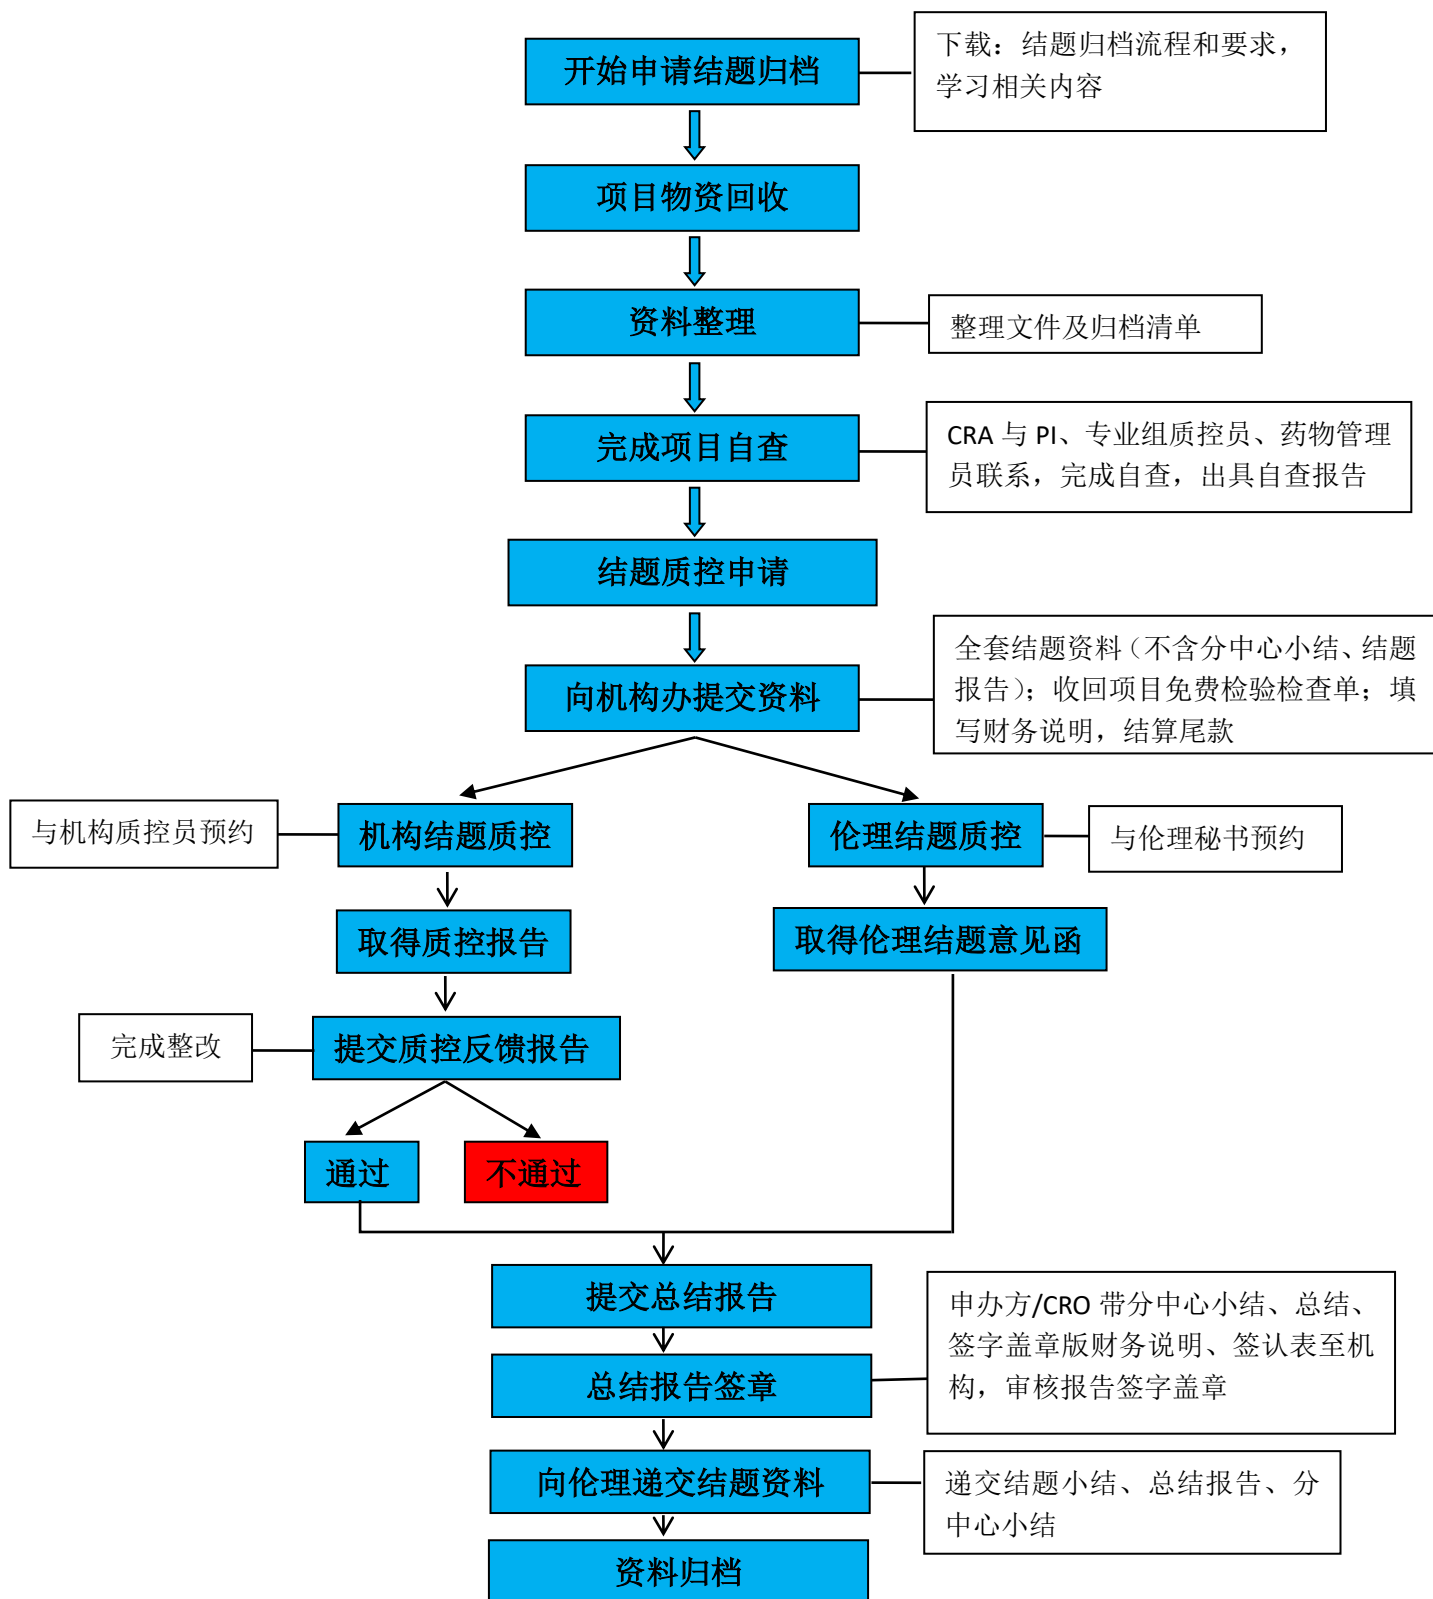 开始申请结题归档
下载：结题归档流程和要求，
学习相关内容
项目物资回收
资料整理
整理文件及归档清单
完成项目自查
CRA 与 PI、专业组质控员、药物管理
员联系，完成自查，出具自查报告
结题质控申请
向机构办提交资料
全套结题资料（不含分中心小结、结题
报告）；收回项目免费检验检查单；填
写财务说明，结算尾款
与机构质控员预约
机构结题质控
伦理结题质控
与伦理秘书预约
取得质控报告
取得伦理结题意见函
完成整改
提交质控反馈报告
通过
不通过
提交总结报告
总结报告签章
申办方/CRO 带分中心小结、总结、
签字盖章版财务说明、签认表至机
构，审核报告签字盖章
向伦理递交结题资料
递交结题小结、总结报告、分
中心小结
资料归档